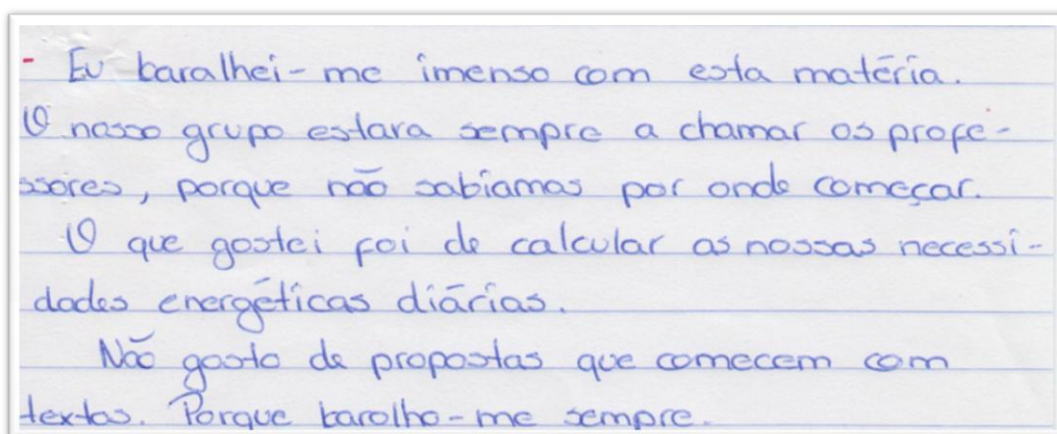 - Eu baralhei-me imenso com esta matéria.
O nosso grupo estara sempre a chamar os profe-
ssores, porque não sabiamos por onde começar.
O que gostei foi de calcular as nossas necessi-
dades energéticas diárias.
Não gosto de propostas que comecem com
textos. Porque baralho-me sempre.